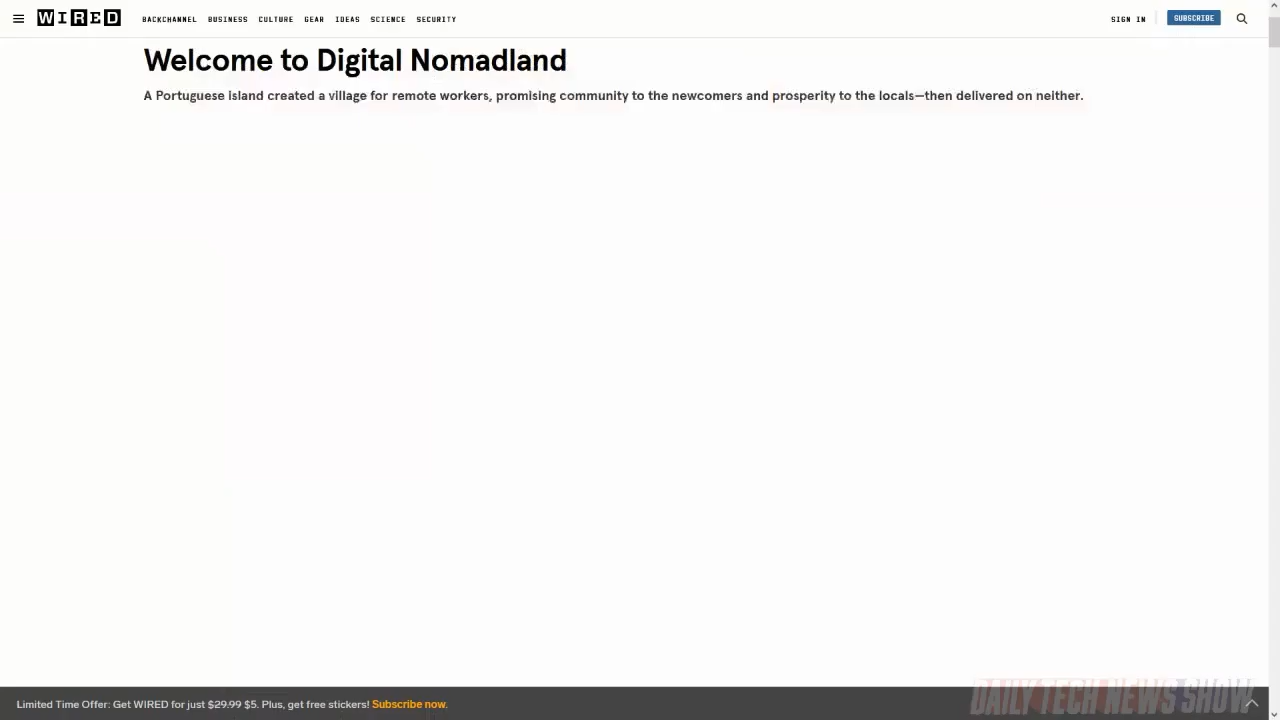 WIRED
BACKCHANNEL BUSINESS CULTURE GEAR IDEAS SCIENCE SECURITY
SIGN IN
SUBSCRIBE
Welcome to Digital Nomadland
A Portuguese island created a village for remote workers, promising community to the newcomers and prosperity to the locals—then delivered on neither.
Limited Time Offer: Get WIRED for just $29.99 $5. Plus, get free stickers! Subscribe now.
DAILY TECH NEWS SHOW